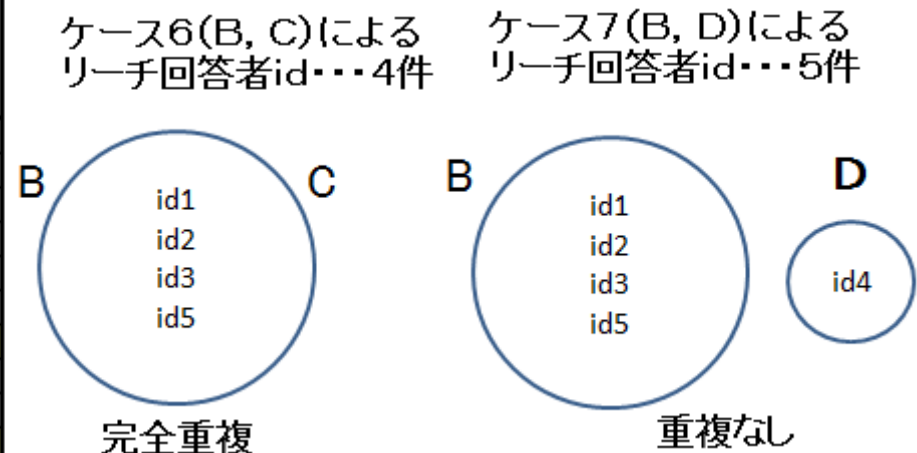 ケース6(B, C)による
リーチ回答者id・・・4件
B
C
id1
id2
id3
id5
完全重複
ケース7(B, D)による
リーチ回答者id・・・5件
B
D
id1
id2
id3
id5
id4
重複なし